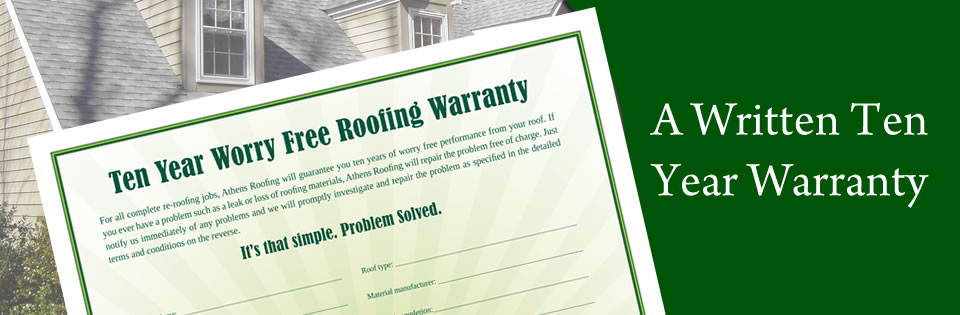 Ten Year Worry Free Roofing Warranty
For all complete re-roofing jobs, Athens Roofing will guarantee you ten years of worry free performance from your roof. If
you ever have a problem such as a leak or loss of roofing materials, Athens Roofing will repair the problem free of charge. Just
notify us immediately of any problems and we will promptly investigate and repair the problem as specified in the detailed
terms and conditions on the reverse.
It's that simple. Problem Solved.
Roof type:
Material manufacturer:
A Written Ten
Year Warranty